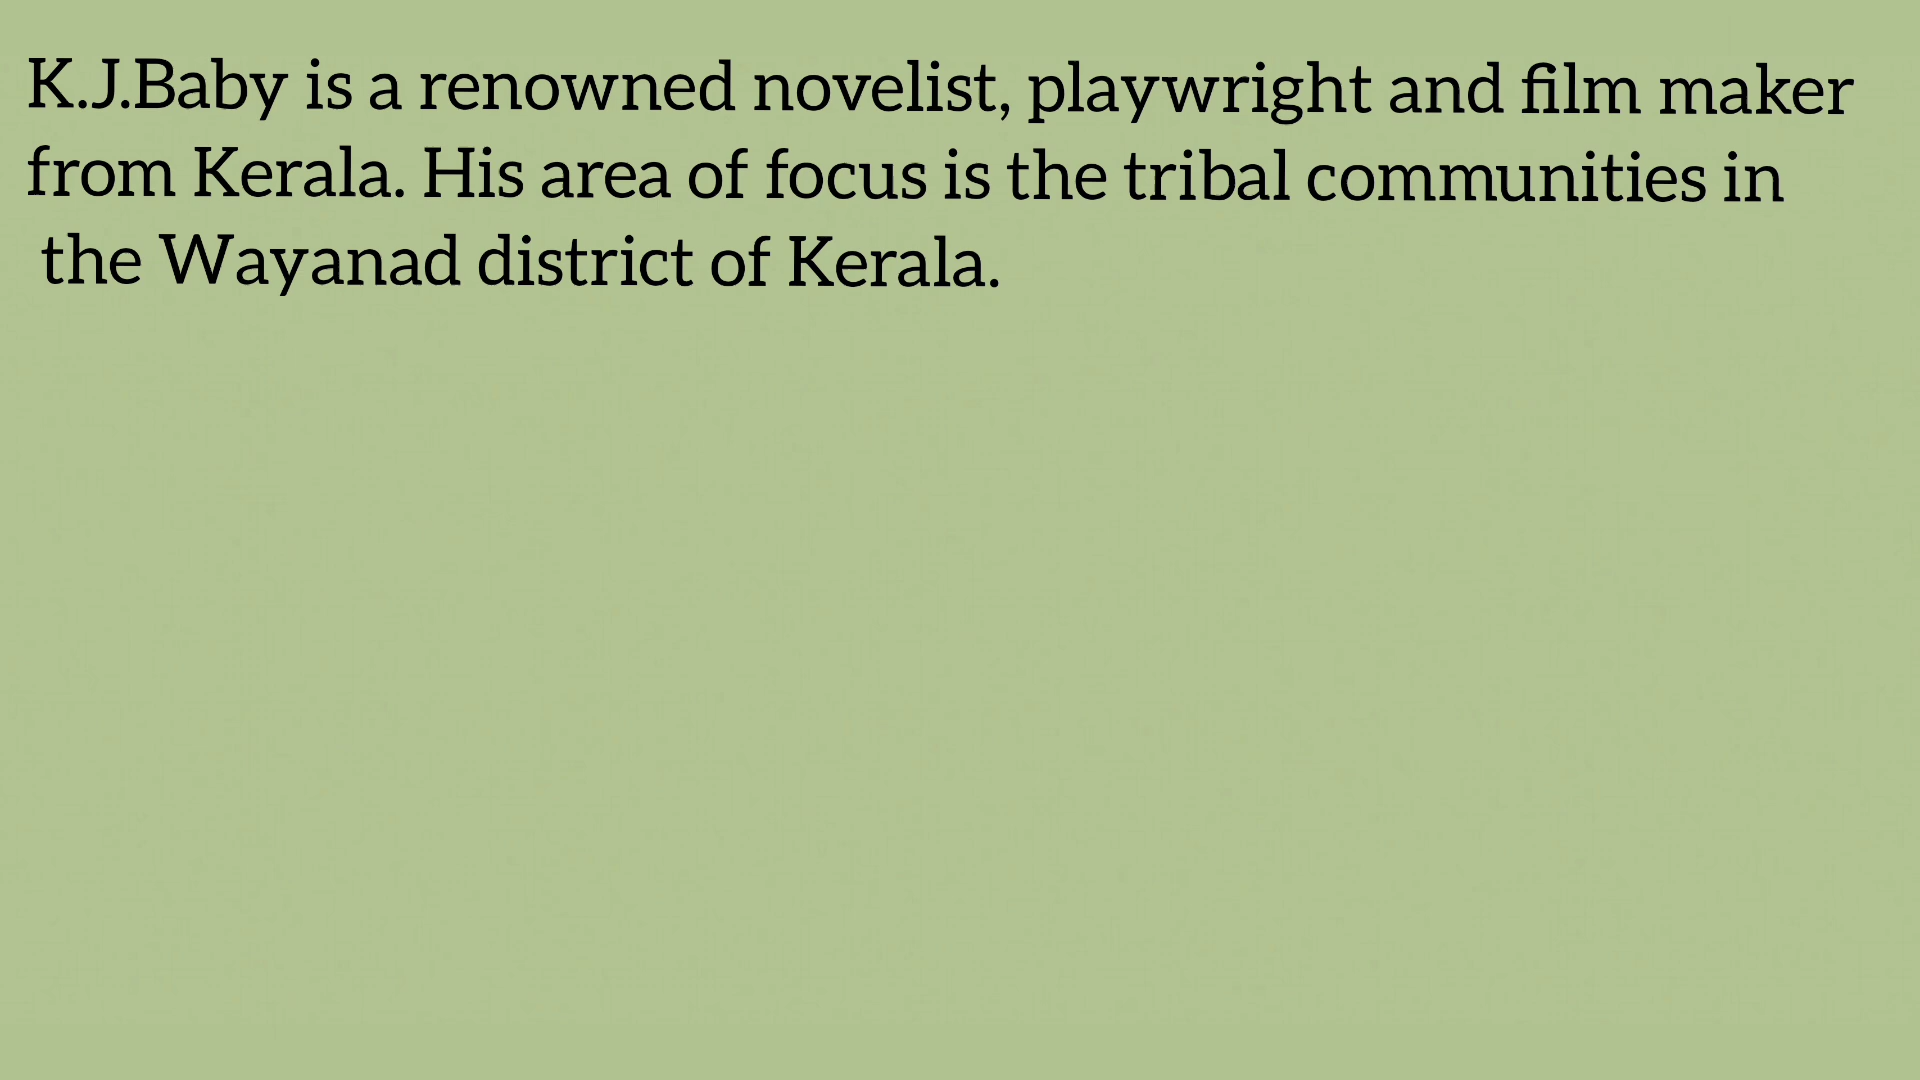 K.J.Baby is a renowned novelist, playwright and film maker
from Kerala. His area of focus is the tribal communities in
the Wayanad district of Kerala.